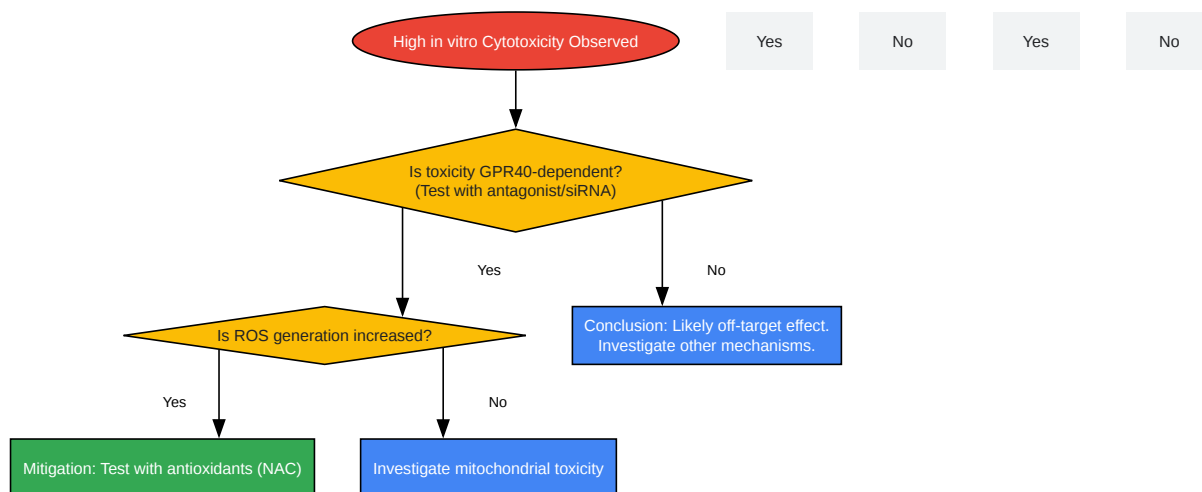 High in vitro Cytotoxicity Observed
Yes
No
Yes
No
Is toxicity GPR40-dependent?
(Test with antagonist/siRNA)
Yes
No
Is ROS generation increased?
Conclusion: Likely off-target effect.
Investigate other mechanisms.
Yes
No
Mitigation: Test with antioxidants (NAC)
Investigate mitochondrial toxicity